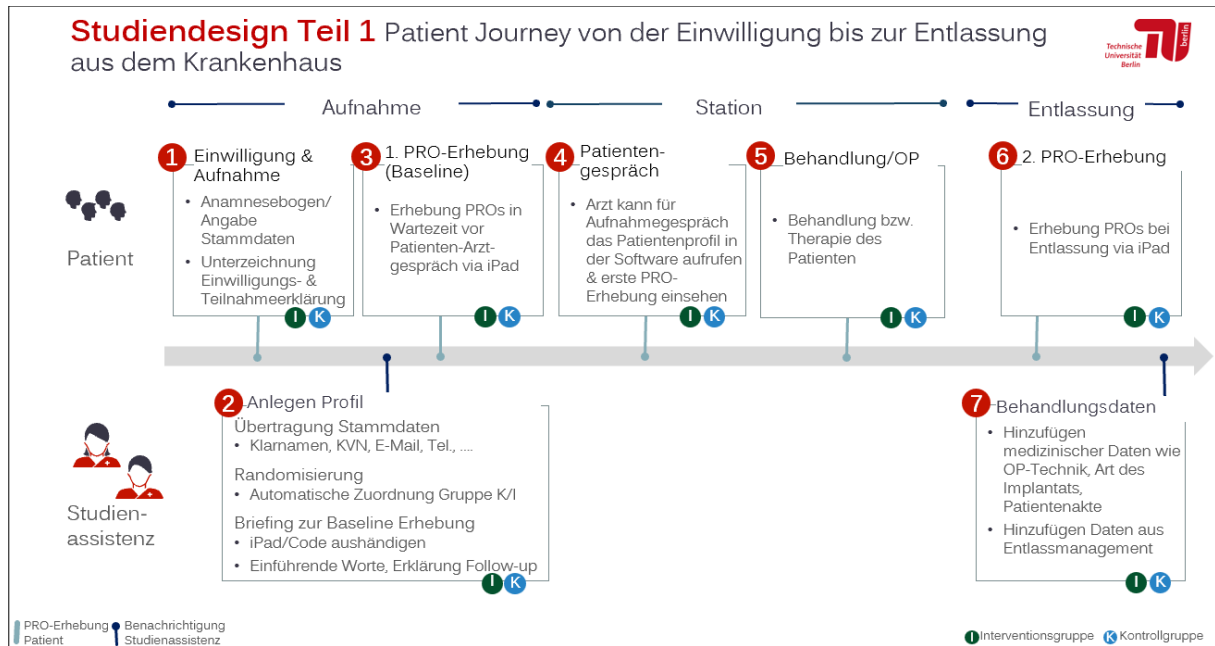 Studiendesign Teil 1 Patient Journey von der Einwilligung bis zur Entlassung
aus dem Krankenhaus
Technische
Universität
Berlin
berlin
Aufnahme
Station
Entlassung
Patient
1
Einwilligung &
Aufnahme
• Anamnesebogen/
Angabe
Stammdaten
• Unterzeichnung
Einwilligungs- &
Teilnahmeerklärung
I K
3
1. PRO-Erhebung
(Baseline)
• Erhebung PROs in
Wartezeit vor
Patienten-Arzt-
gespräch via iPad
I K
4
Patienten-
gespräch
• Arzt kann für
Aufnahmegespräch
das Patientenprofil in
der Software aufrufen
& erste PRO-
Erhebung einsehen
I K
5
Behandlung/OP
• Behandlung bzw.
Therapie des
Patienten
I K
6
2. PRO-Erhebung
• Erhebung PROs bei
Entlassung via iPad
I K
Studien-
assistenz
2
Anlegen Profil
Übertragung Stammdaten
• Klarnamen, KVN, E-Mail, Tel., ....
Randomisierung
• Automatische Zuordnung Gruppe K/I
Briefing zur Baseline Erhebung
• iPad/Code aushändigen
• Einführende Worte, Erklärung Follow-up
I K
7
Behandlungsdaten
• Hinzufügen
medizinischer Daten wie
OP-Technik, Art des
Implantats,
Patientenakte
• Hinzufügen Daten aus
Entlassmanagement
I K
PRO-Erhebung
Patient
Benachrichtigung
Studienassistenz
I Interventionsgruppe K Kontrollgruppe